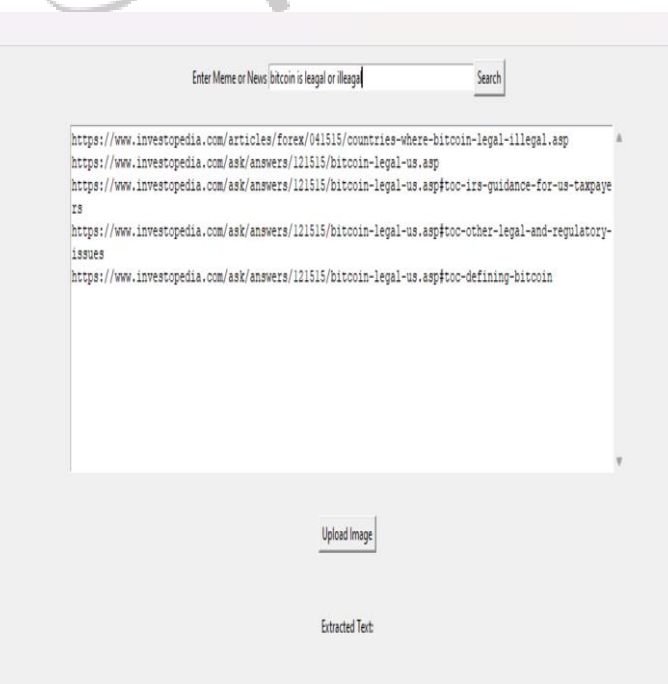 Enter Meme or News bitcoin is leagal or illeagal Search
https://www.investopedia.com/articles/forex/041515/countries-where-bitcoin-legal-illegal.asp
https://www.investopedia.com/ask/answers/121515/bitcoin-legal-us.asp
https://www.investopedia.com/ask/answers/121515/bitcoin-legal-us.asp#toc-irs-guidance-for-us-taxpaye
rs
https://www.investopedia.com/ask/answers/121515/bitcoin-legal-us.asp#toc-other-legal-and-regulatory-
issues
https://www.investopedia.com/ask/answers/121515/bitcoin-legal-us.asp#toc-defining-bitcoin
Upload Image
Extracted Text: